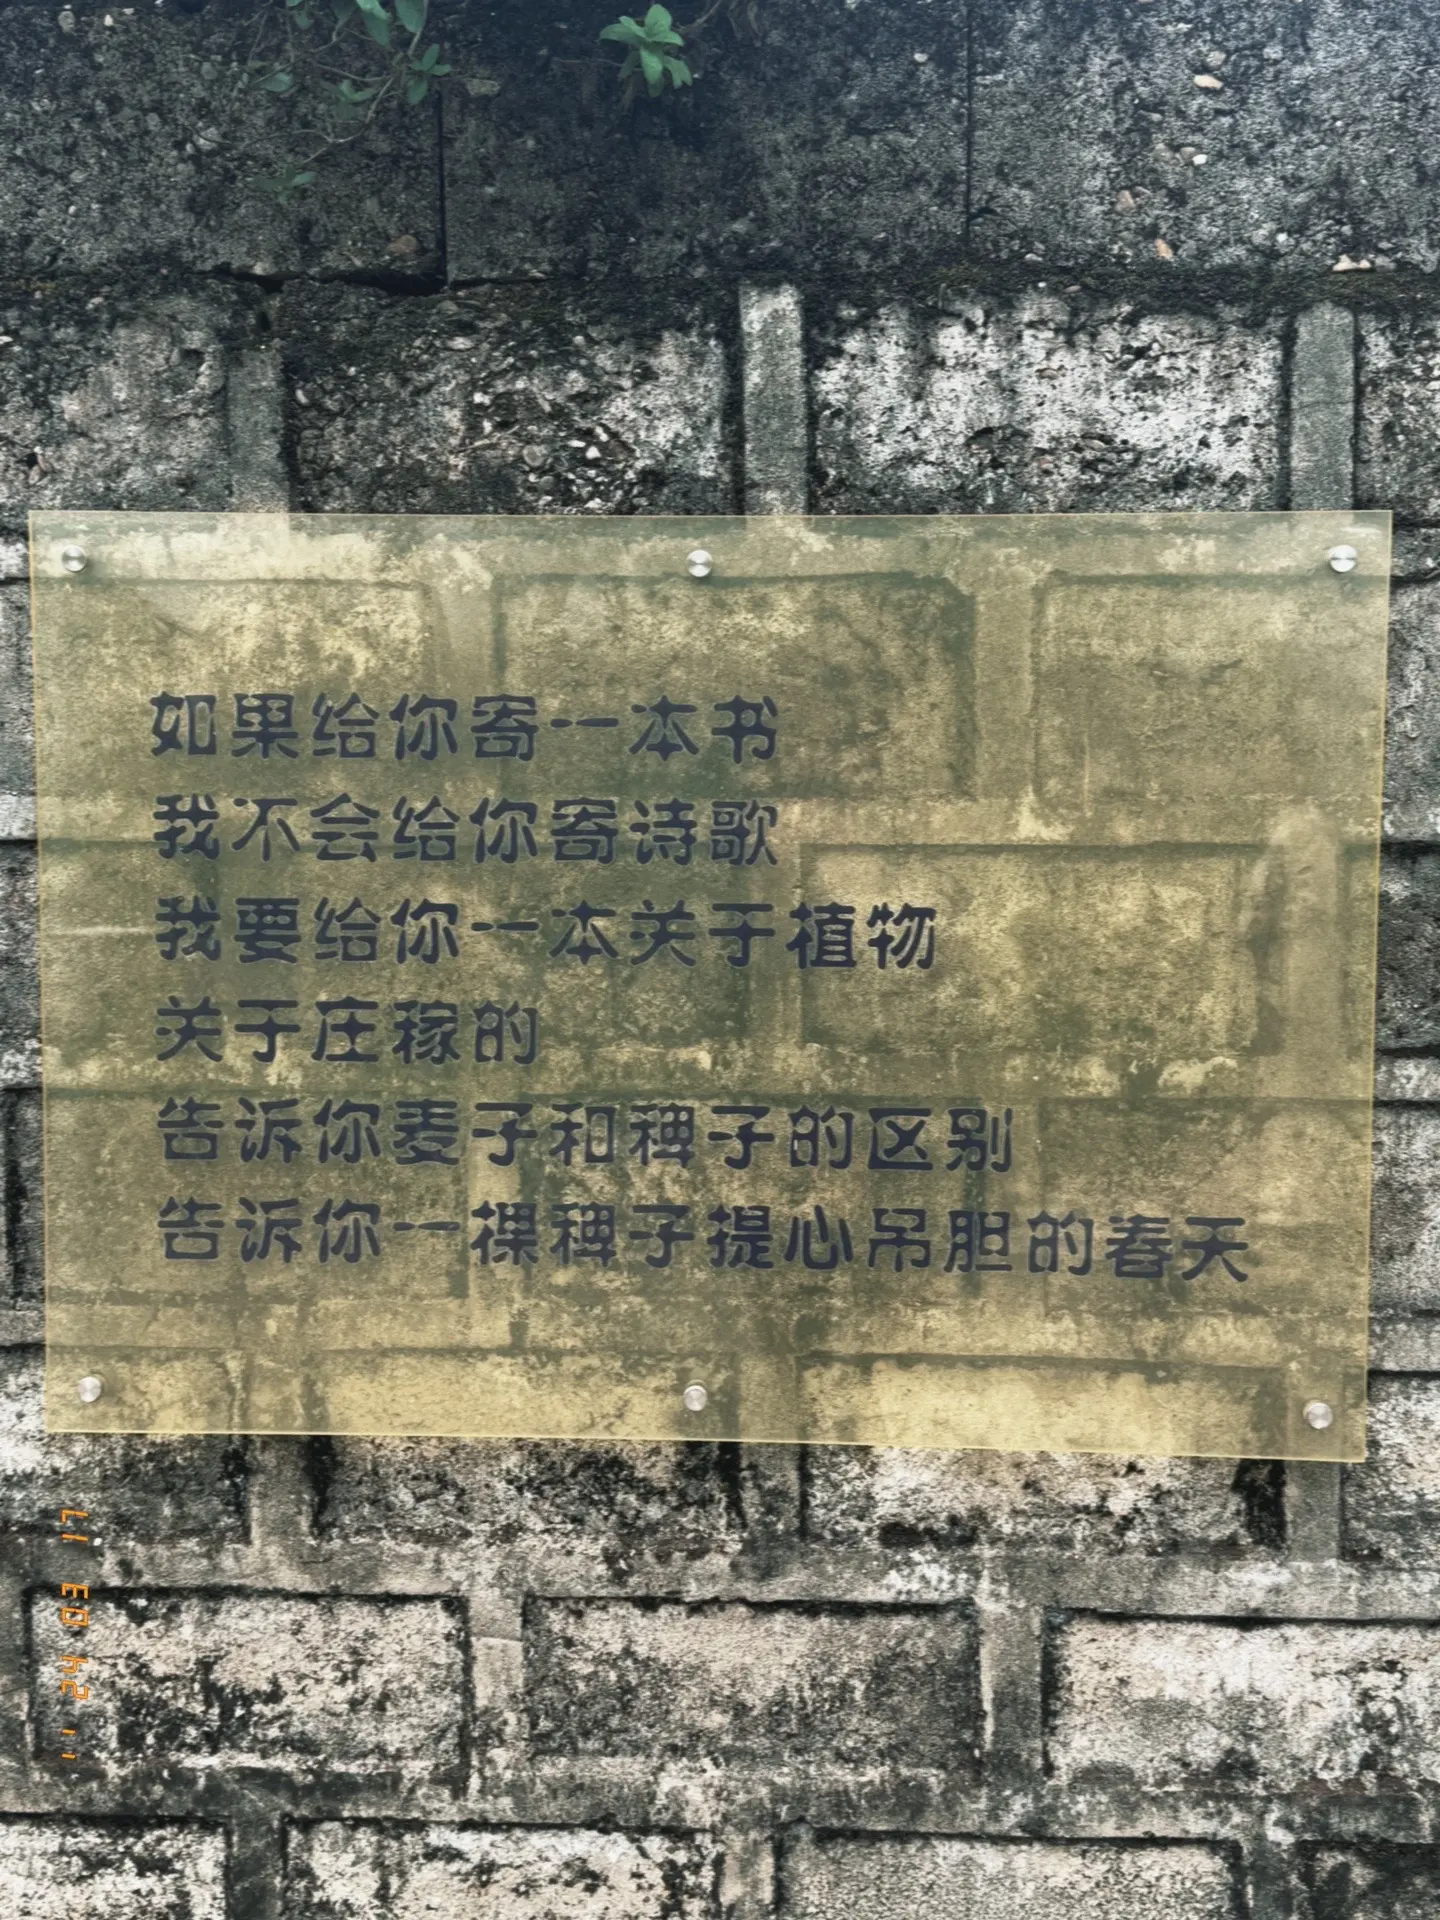 如果给你寄一本书
我不会给你寄诗歌
我要给你一本关于植物
关于庄稼的
告诉你麦子和稗子的区别
告诉你一棵稗子提心吊胆的春天